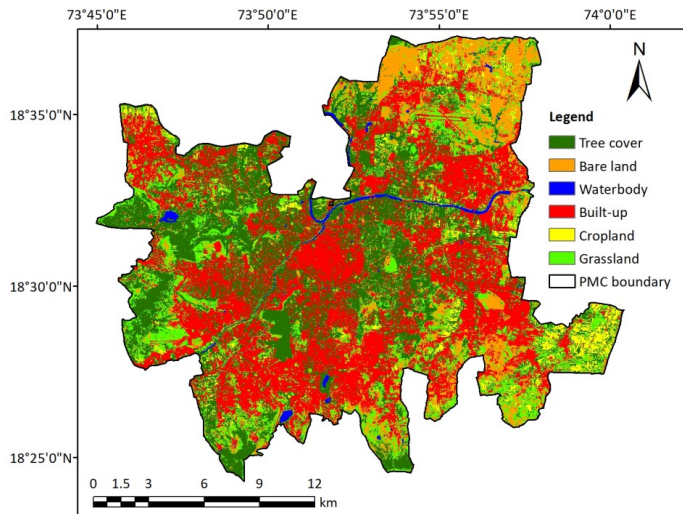 73°45'0"E 73°50'0"E 73°55'0"E 74°0'0"E
N
18°35'0"N
Legend
Tree cover
Bare land
Waterbody
Built-up
Cropland
Grassland
PMC boundary
18°30'0"N
18°25'0"N
0 1.5 3 6 9 12
km